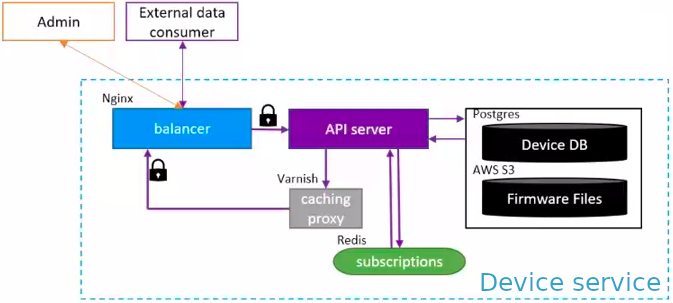 Admin
External data
consumer
Nginx
balancer
API server
Postgres
Device DB
AWS S3
Firmware Files
Varnish
caching
proxy
Redis
subscriptions
Device service